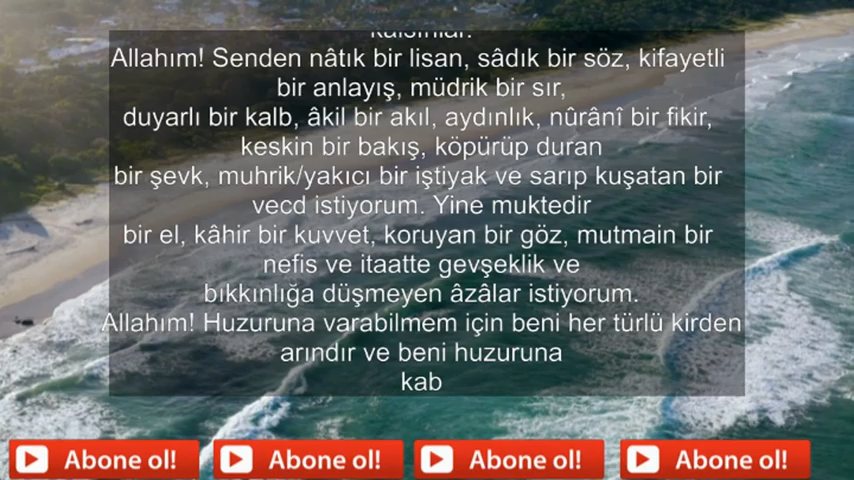 kalsınlar.
Allahım! Senden nâtık bir lisan, sâdık bir söz, kifayetli
bir anlayış, müdrik bir sır,
duyarlı bir kalb, âkil bir akıl, aydınlık, nûrânî bir fikir,
keskin bir bakış, köpürüp duran
bir şevk, muhrik/yakıcı bir iştiyak ve sarıp kuşatan bir
vecd istiyorum. Yine muktedir
bir el, kâhir bir kuvvet, koruyan bir göz, mutmain bir
nefis ve itaatte gevşeklik ve
bıkkınlığa düşmeyen âzâlar istiyorum.
Allahım! Huzuruna varabilmem için beni her türlü kirden
arındır ve beni huzuruna
kab
Abone ol! Abone ol! Abone ol! Abone ol!